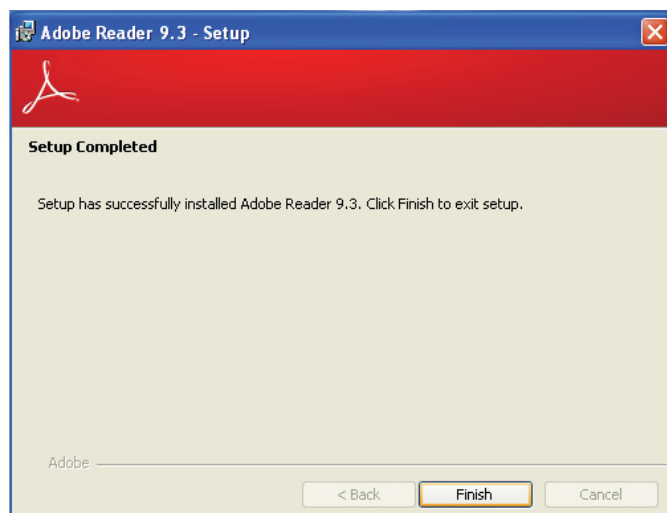 Adobe Reader 9.3 - Setup
Setup Completed
Setup has successfully installed Adobe Reader 9.3. Click Finish to exit setup.
Adobe
< Back Finish Cancel